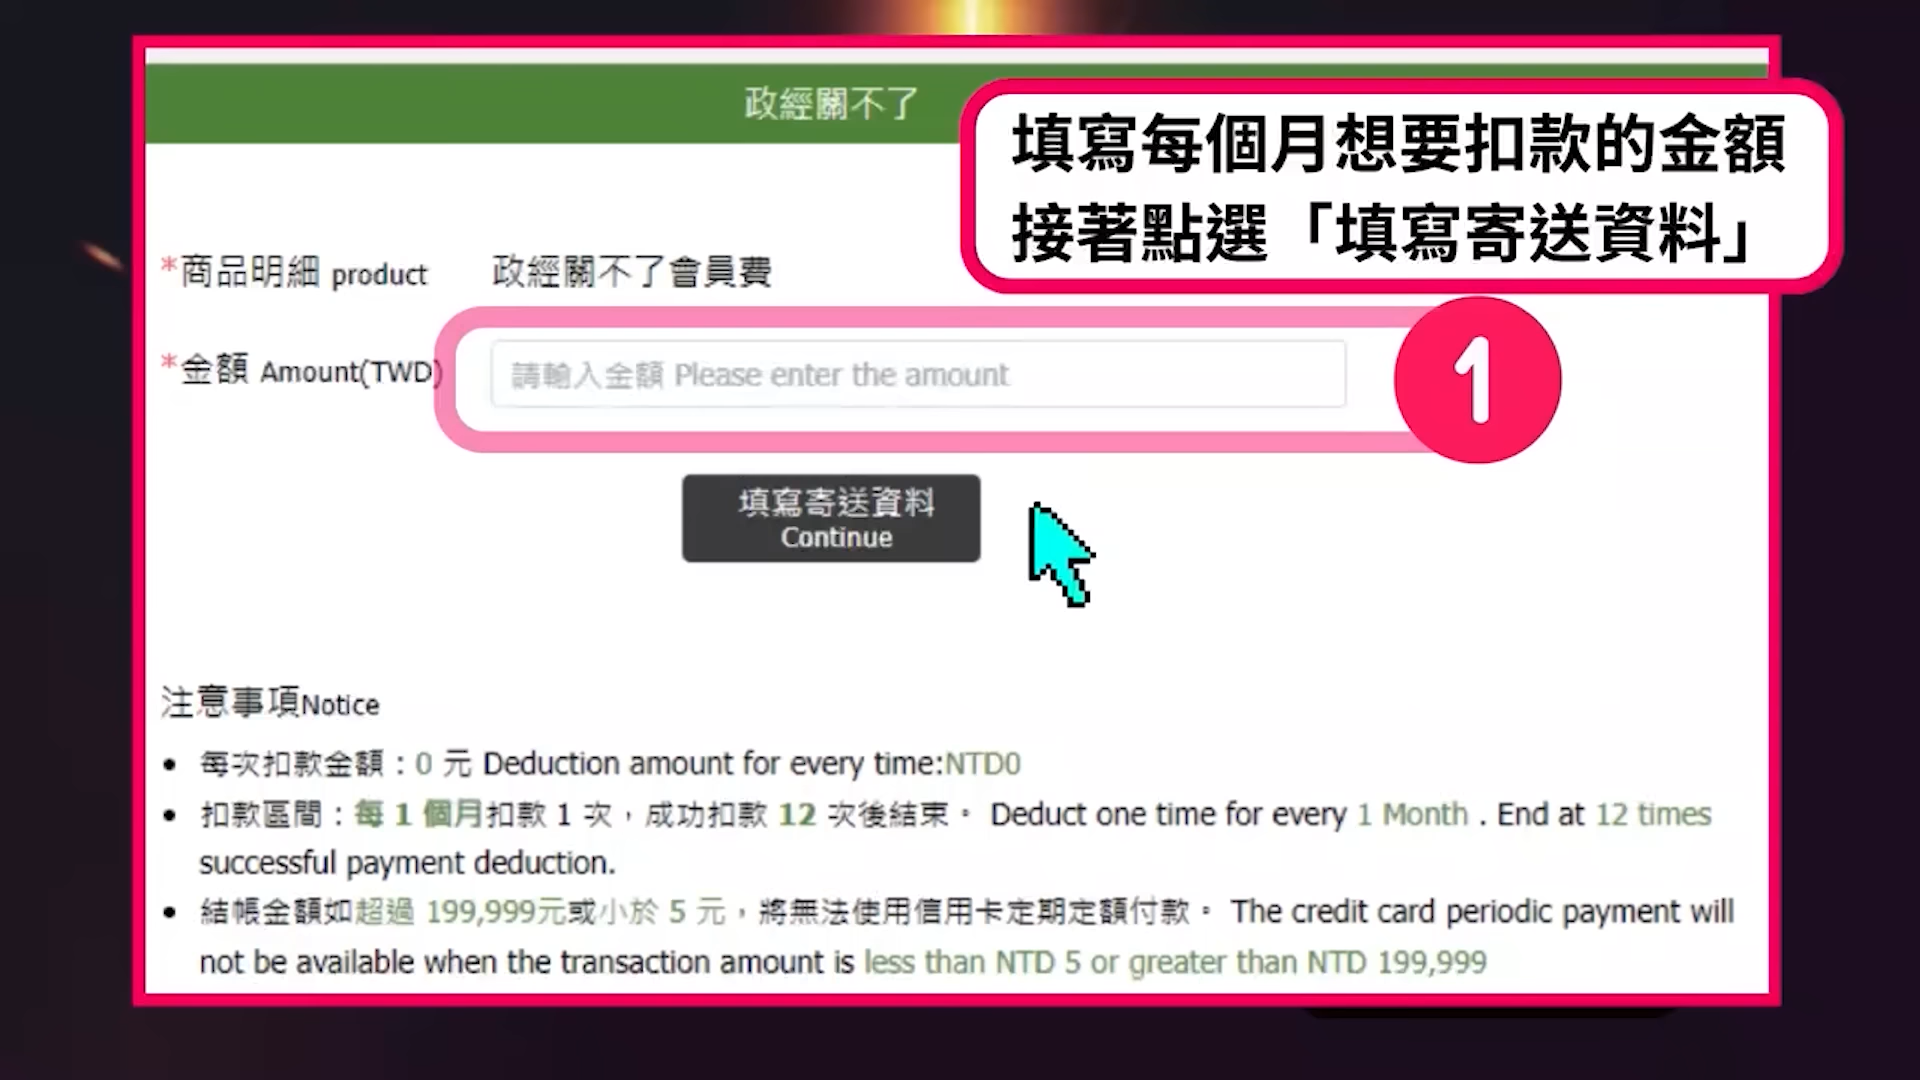 政經關不了
填寫每個月想要扣款的金額
接著點選「填寫寄送資料」
*商品明細 product 政經關不了會員費
*金額 Amount(TWD) 請輸入金額 Please enter the amount
1
填寫寄送資料
Continue
注意事項Notice
• 每次扣款金額：0 元 Deduction amount for every time:NTD0
• 扣款區間：每 1 個月扣款 1 次，成功扣款 12 次後結束。 Deduct one time for every 1 Month . End at 12 times
successful payment deduction.
• 結帳金額如超過 199,999元或小於 5 元，將無法使用信用卡定期定額付款。 The credit card periodic payment will
not be available when the transaction amount is less than NTD 5 or greater than NTD 199,999